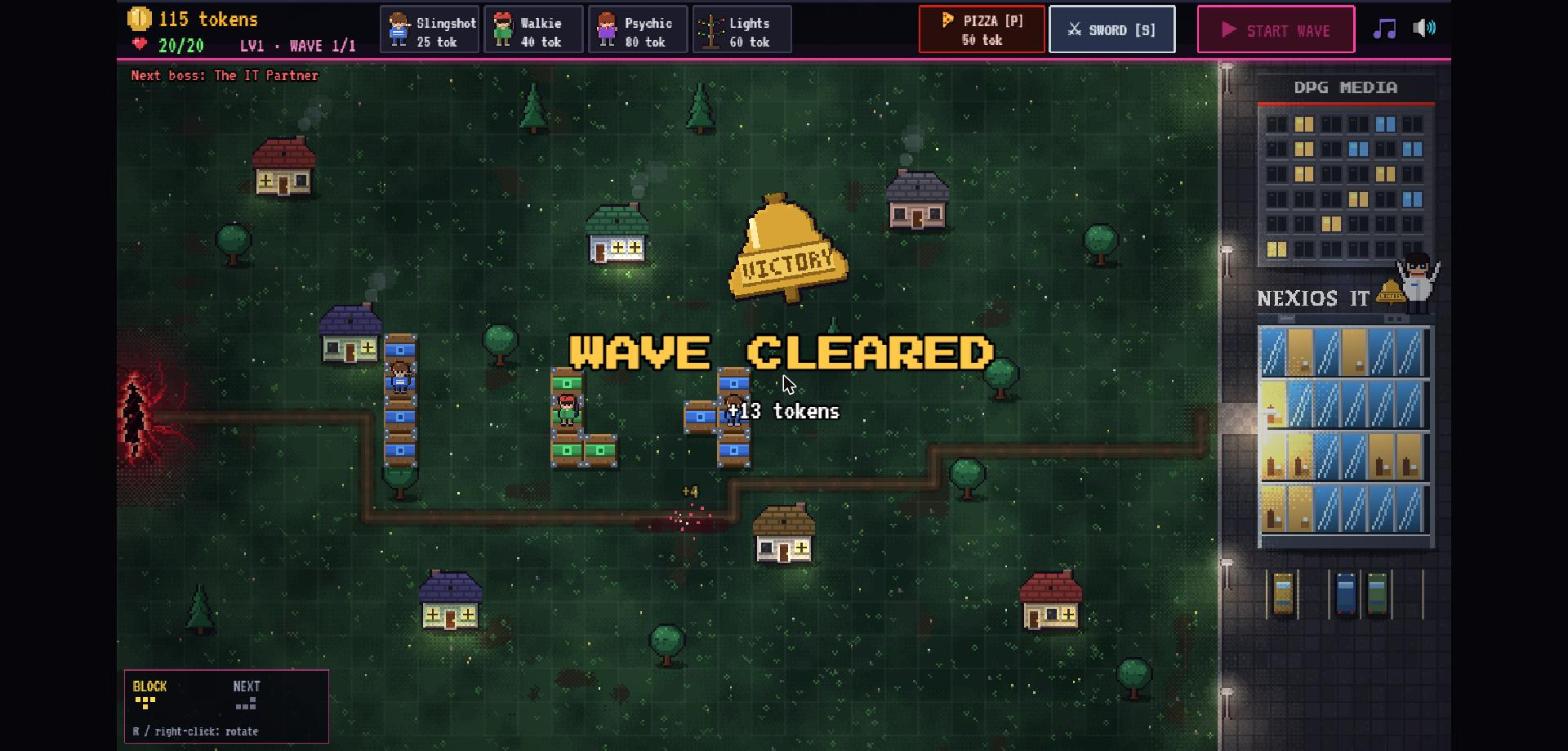 115 tokens
20/20 LV1 · WAVE 1/1
Slingshot
25 tok
Walkie
40 tok
Psychic
80 tok
Lights
60 tok
PIZZA [P]
50 tok
SWORD [S]
START WAVE
Next boss: The IT Partner
DPG MEDIA
VICTORY
NEXIOS IT
WAVE CLEARED
+13 tokens
+4
BLOCK
NEXT
R / right-click: rotate